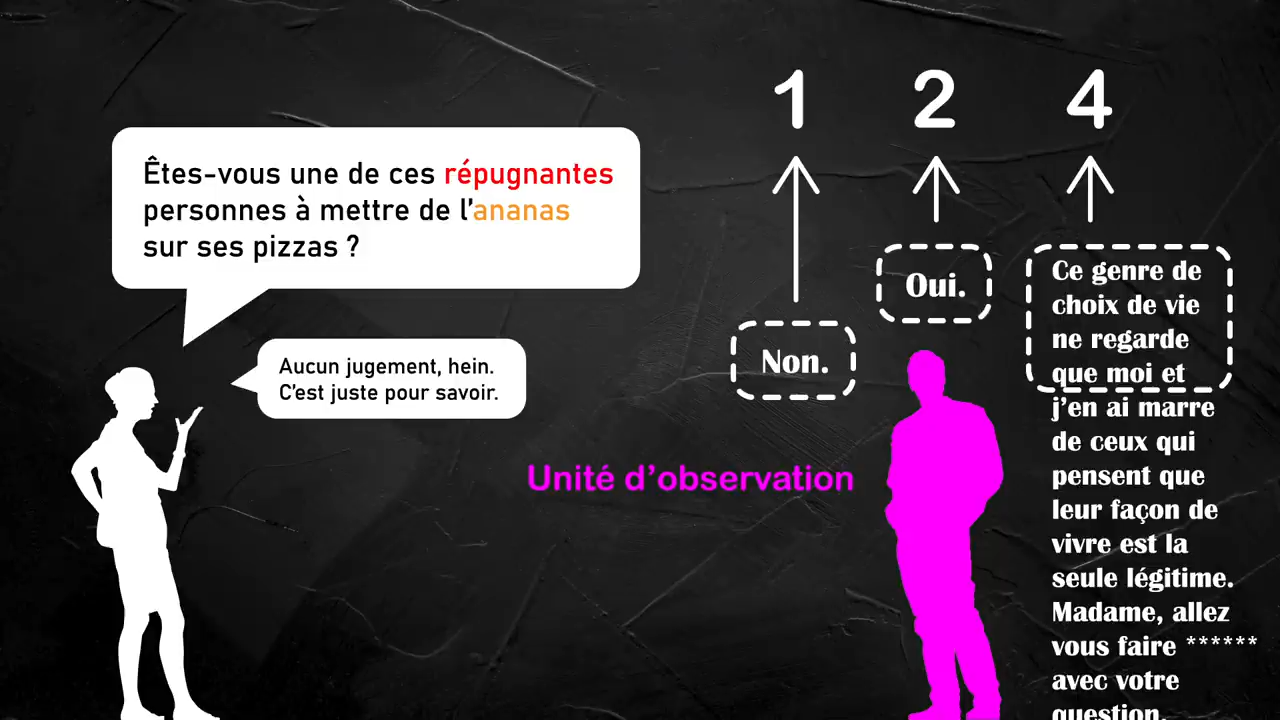 1 2 4
Êtes-vous une de ces répugnantes
personnes à mettre de l'ananas
sur ses pizzas ?
Aucun jugement, hein.
C'est juste pour savoir.
Non.
Oui.
Ce genre de
choix de vie
ne regarde
que moi et
j'en ai marre
de ceux qui
pensent que
leur façon de
vivre est la
seule légitime.
Madame, allez
vous faire ******
avec votre
question.
Unité d'observation